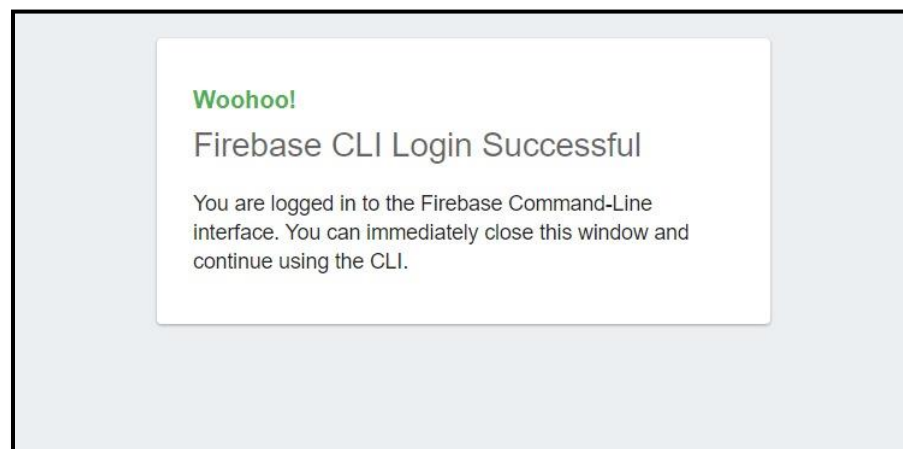 Woohoo!
Firebase CLI Login Successful
You are logged in to the Firebase Command-Line
interface. You can immediately close this window and
continue using the CLI.